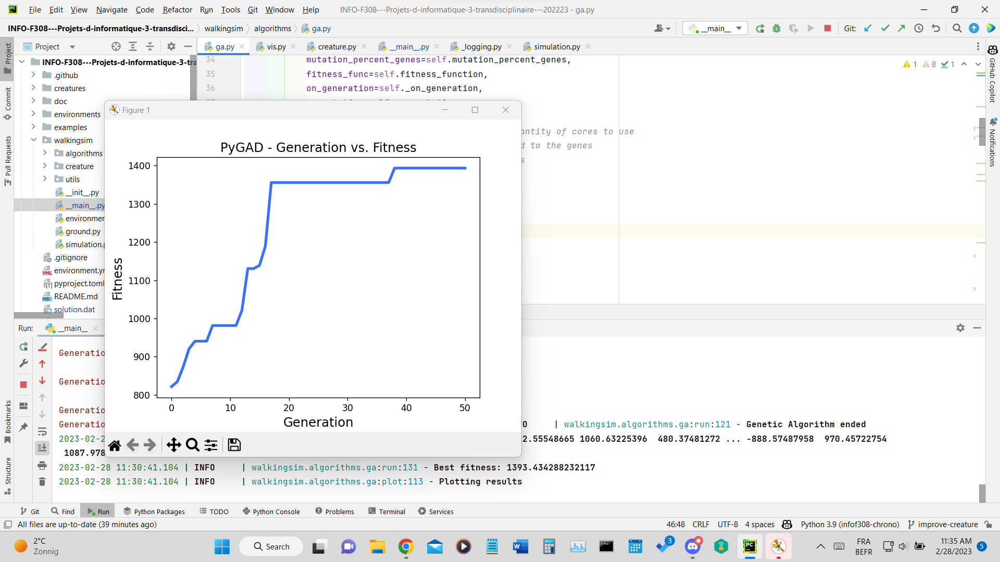 File Edit View Navigate Code Refactor Run Tools Git Window Help INFO-F308---Projets-d-informatique-3-transdisciplinaire---202223 - ga.py
INFO-F308---Projets-d-informatique-3-transdisci... walkingsim algorithms ga.py __main__ Git:
Project
ga.py vis.py creature.py __main__.py _logging.py simulation.py
INFO-F308---Projets-d-informatique-3-tra
.github
creatures
doc
environments
examples
walkingsim
algorithms
creature
utils
__init__.py
__main__.py
environmen
ground.py
simulation.
.gitignore
environment.yr
pyproject.toml
README.md
solution.dat
34 mutation_percent_genes=self.mutation_percent_genes,
35 fitness_func=self.fitness_function,
36 on_generation=self._on_generation,
1 8 1
antity of cores to use
d to the genes
s
Project
Commit
Pull Requests
Bookmarks
Structure
GitHub Copilot
Notifications
Figure 1
PyGAD - Generation vs. Fitness
Fitness
1400
1300
1200
1100
1000
900
800
0 10 20 30 40 50
Generation
Run: __main__
Generatio
Generatio
Generatio
Generatio FO | walkingsim.algorithms.ga:run:121 - Genetic Algorithm ended
2023-02-2 .55548665 1060.63225396 480.37481272 ... -888.57487958 970.45722754
1087.978
2023-02-28 11:30:41.104 | INFO | walkingsim.algorithms.ga:run:131 - Best fitness: 1393.434288232117
2023-02-28 11:30:41.104 | INFO | walkingsim.algorithms.ga:plot:113 - Plotting results
Git Find Run Python Packages TODO Python Console Problems Terminal Services
All files are up-to-date (39 minutes ago) 46:48 CRLF UTF-8 4 spaces Python 3.9 (infof308-chrono) improve-creature
2°C
Zonnig
Search
3
FRA
BEFR
11:35 AM
2/28/2023
5